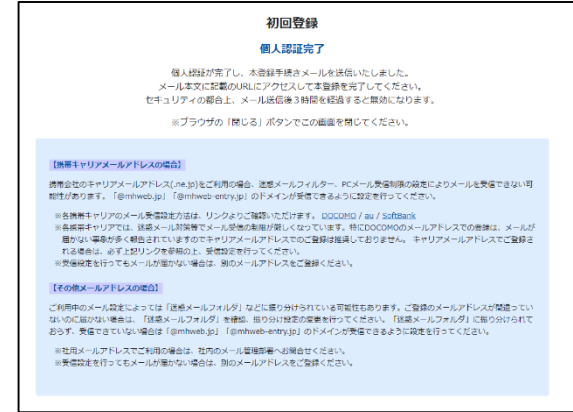 初回登録
個人認証完了
個人認証が完了し、本登録手続きメールを送信いたしました。
メール本文に記載のURLにアクセスして本登録を完了してください。
セキュリティの都合上、メール送信後３時間を経過すると無効になります。
※ブラウザの「閉じる」ボタンでこの画面を閉じてください。
【携帯キャリアメールアドレスの場合】
携帯会社のキャリアメールアドレス(.ne.jp)をご利用の場合、迷惑メールフィルター、PCメール受信制限の設定によりメールを受信できない可
能性があります。「@mhweb.jp」「@mhweb-entry.jp」のドメインが受信できるように設定を行ってください。
※各携帯キャリアのメール受信設定方法は、リンクよりご確認いただけます。 DOCOMO / au / SoftBank
※各携帯キャリアでは、迷惑メール対策等でメール受信の制限が厳しくなっています。特にDOCOMOのメールアドレスでの登録は、メールが
届かない事象が多く報告されていますのでキャリアメールアドレスでのご登録は推奨しておりません。 キャリアメールアドレスでご登録さ
れる場合は、必ず上記リンクを参照の上、受信設定を行ってください。
※受信設定を行ってもメールが届かない場合は、別のメールアドレスをご登録ください。
【その他メールアドレスの場合】
ご利用中のメール設定によっては「迷惑メールフォルダ」などに振り分けられている可能性もあります。ご登録のメールアドレスが間違ってい
ないのに届かない場合は、「迷惑メールフォルダ」を確認、振り分け設定の変更を行ってください。「迷惑メールフォルダ」に振り分けられて
おらず、受信できていない場合は「@mhweb.jp」「@mhweb-entry.jp」のドメインが受信できるように設定を行ってください。
※社用メールアドレスでご利用の場合は、社内のメール管理部署へお問合せください。
※受信設定を行ってもメールが届かない場合は、別のメールアドレスをご登録ください。